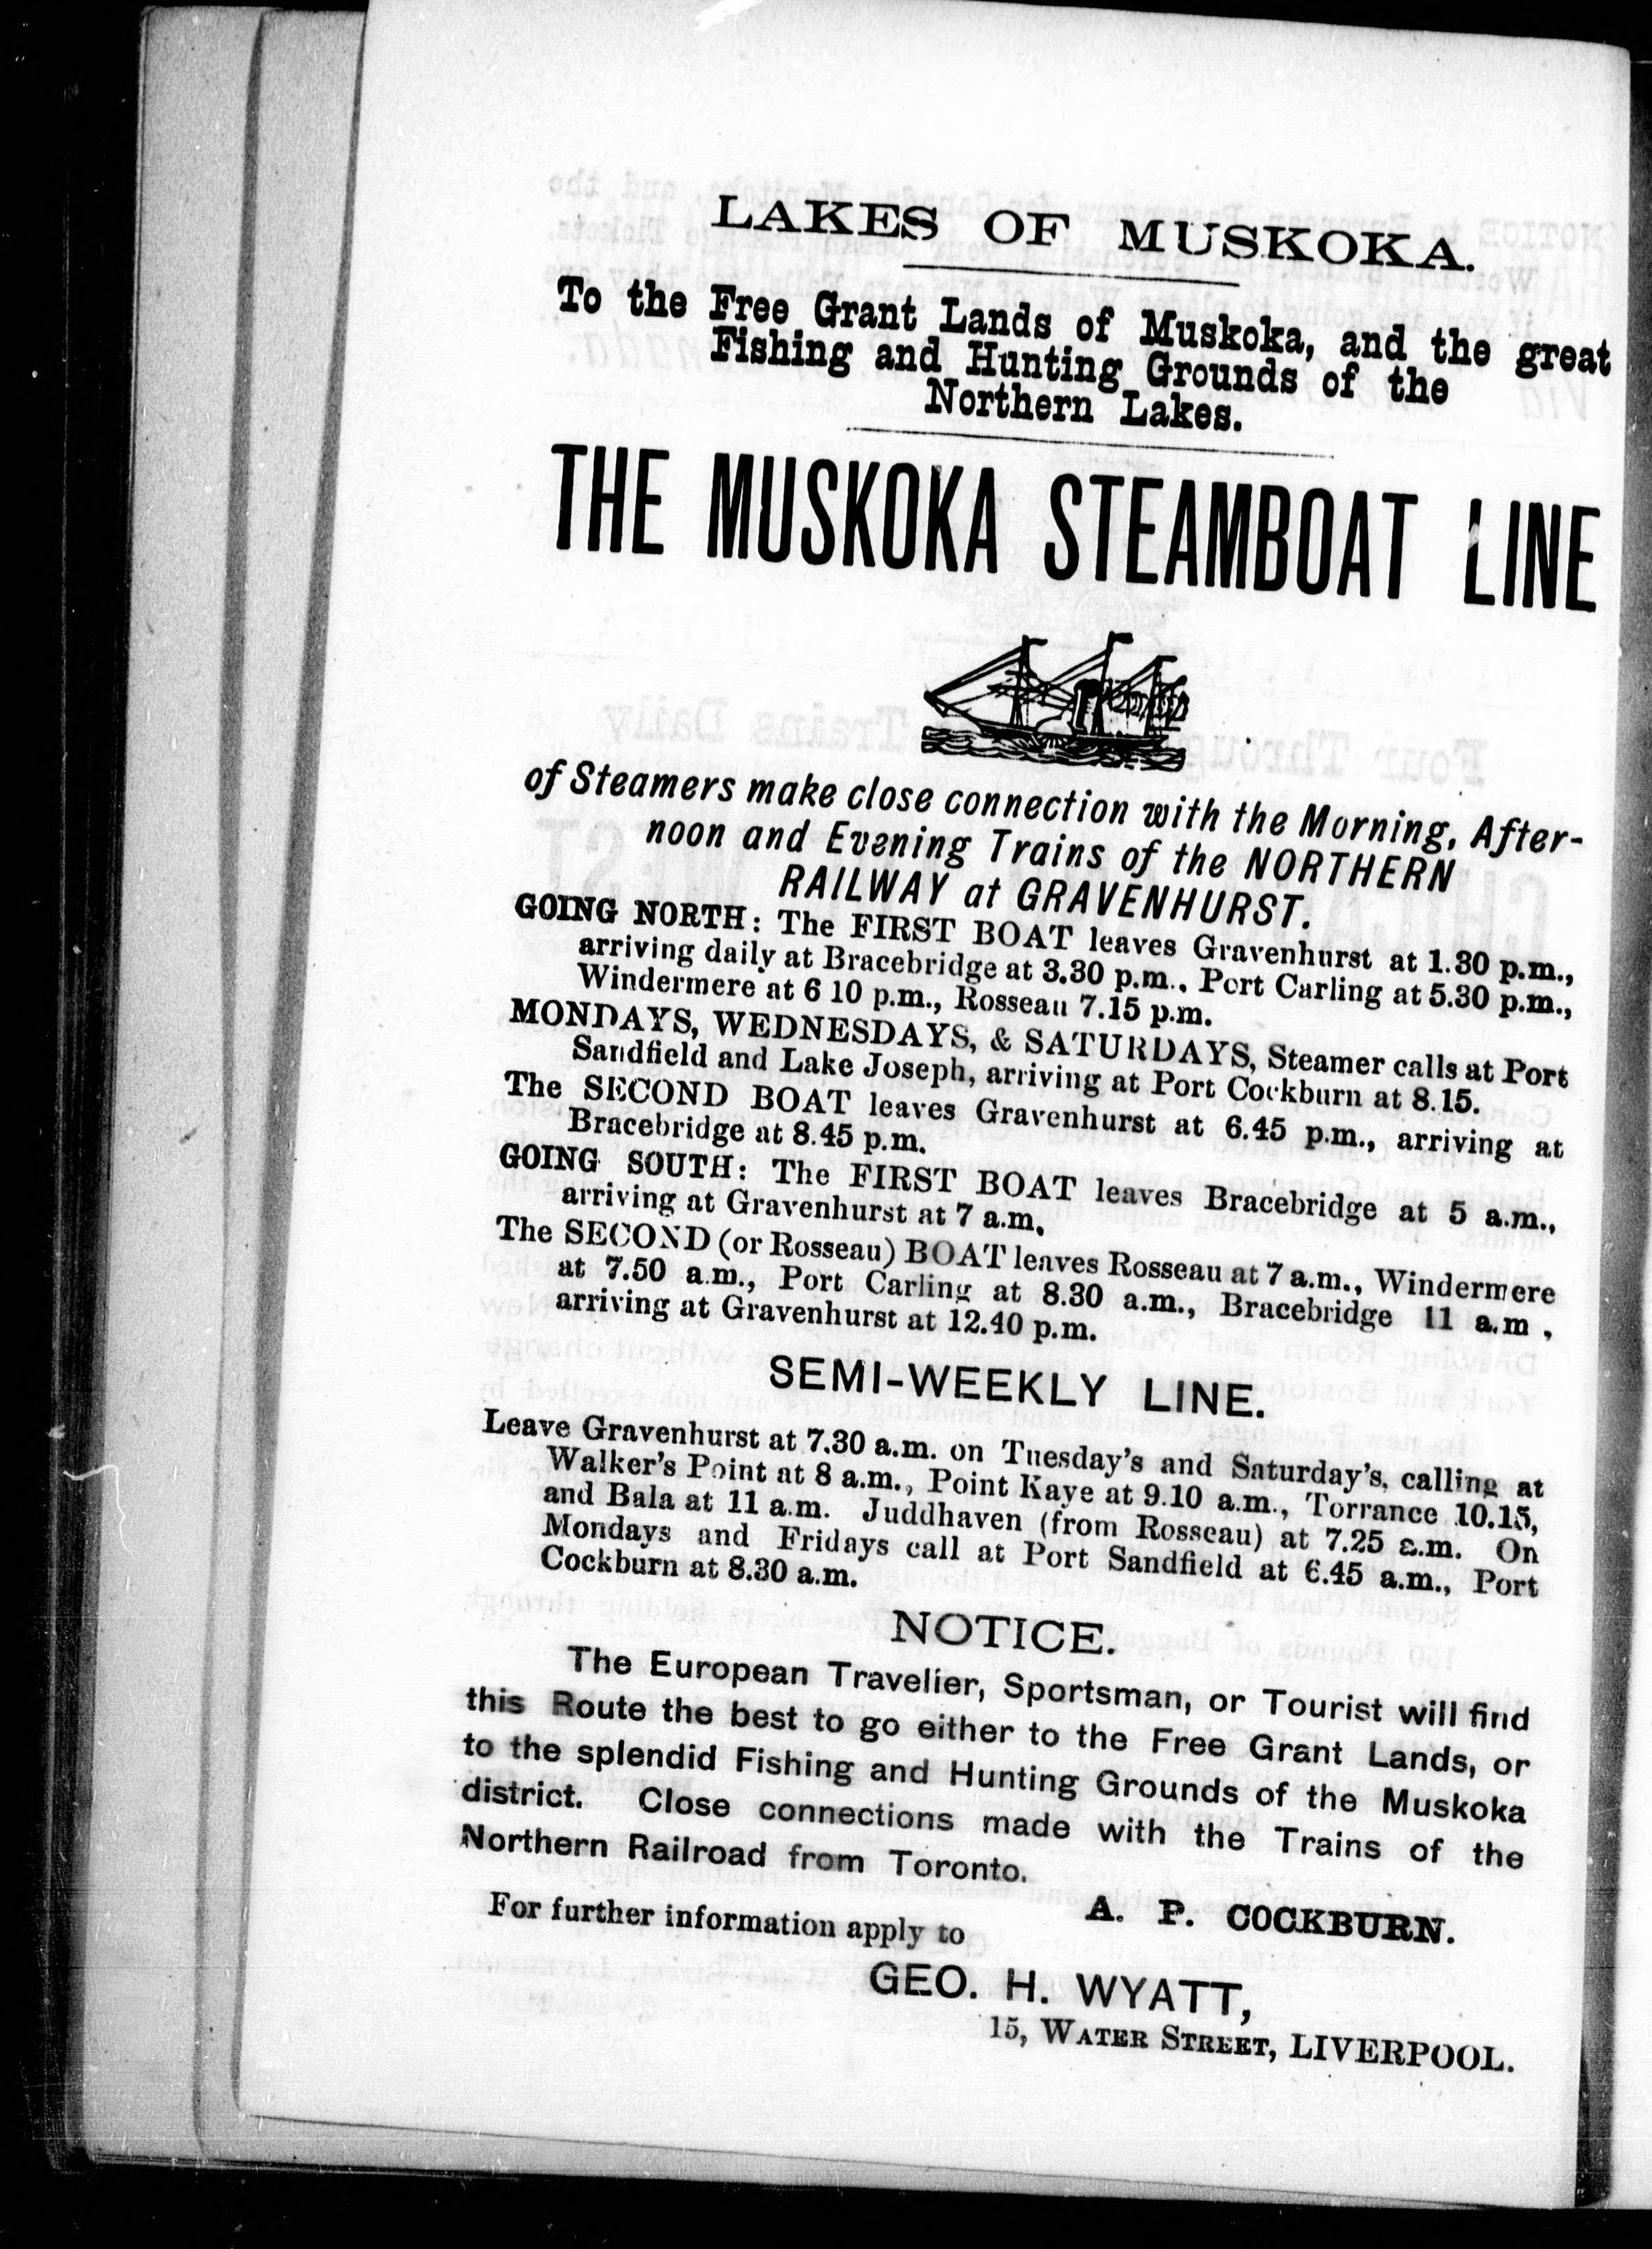 LAKES OF MUSKOKA.
To the Free Grant Lands of Muskoka, and the great
Fishing and Hunting Grounds of the
Northern Lakes.
THE MUSKOKA STEAMBOAT LINE
of Steamers make close connection with the Morning, After-
noon and Evening Trains of the NORTHERN
RAILWAY at GRAVENHURST.
GOING NORTH: The FIRST BOAT leaves Gravenhurst at 1.30 p.m.,
arriving daily at Bracebridge at 3.30 p.m., Port Carling at 5.30 p.m.,
Windermere at 6 10 p.m., Rosseau 7.15 p.m.
MONDAYS, WEDNESDAYS, & SATURDAYS, Steamer calls at Port
Sandfield and Lake Joseph, arriving at Port Cockburn at 8.15.
The SECOND BOAT leaves Gravenhurst at 6.45 p.m., arriving at
Bracebridge at 8.45 p.m.
GOING SOUTH: The FIRST BOAT leaves Bracebridge at 5 a.m.,
arriving at Gravenhurst at 7 a.m.
The SECOND (or Rosseau) BOAT leaves Rosseau at 7 a.m., Windermere
at 7.50 a.m., Port Carling at 8.30 a.m., Bracebridge 11 a.m ,
arriving at Gravenhurst at 12.40 p.m.
SEMI-WEEKLY LINE.
Leave Gravenhurst at 7.30 a.m. on Tuesday's and Saturday's, calling at
Walker's Point at 8 a.m., Point Kaye at 9.10 a.m., Torrance 10.15,
and Bala at 11 a.m. Juddhaven (from Rosseau) at 7.25 a.m. On
Mondays and Fridays call at Port Sandfield at 6.45 a.m., Port
Cockburn at 8.30 a.m.
NOTICE.
The European Traveller, Sportsman, or Tourist will find
this Route the best to go either to the Free Grant Lands, or
to the splendid Fishing and Hunting Grounds of the Muskoka
district. Close connections made with the Trains of the
Northern Railroad from Toronto.
A. P. COCKBURN.
For further information apply to
GEO. H. WYATT,
15, WATER STREET, LIVERPOOL.